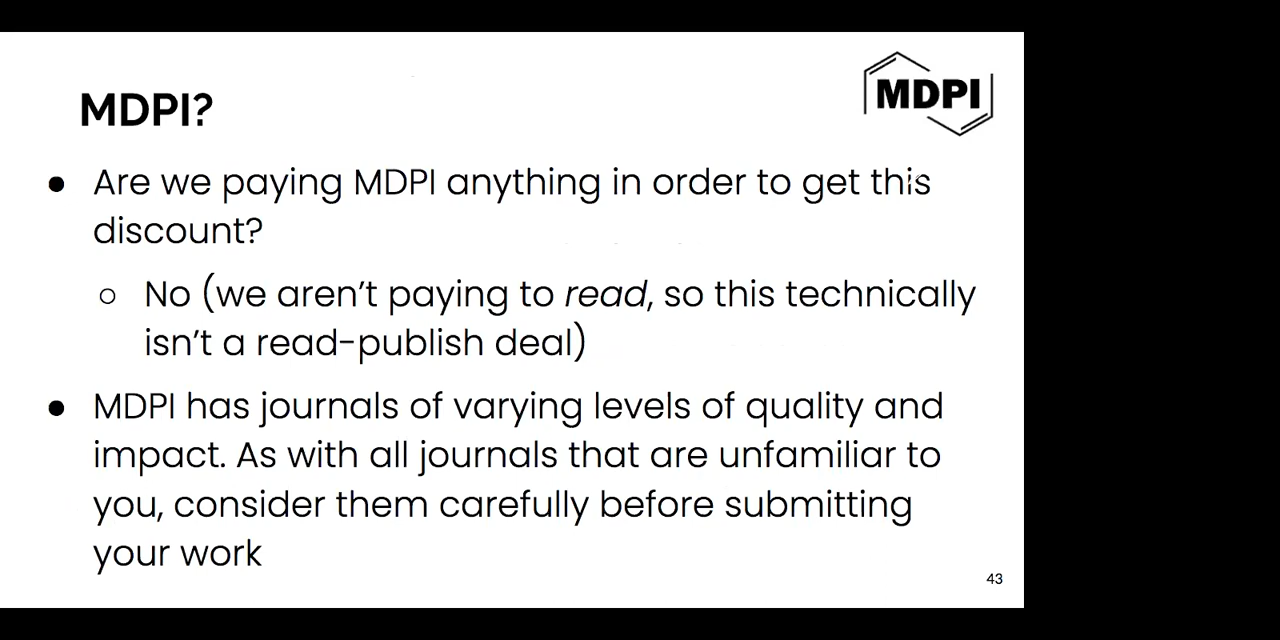 MDPI?
MDPI
● Are we paying MDPI anything in order to get this
discount?
○ No (we aren't paying to read, so this technically
isn't a read-publish deal)
● MDPI has journals of varying levels of quality and
impact. As with all journals that are unfamiliar to
you, consider them carefully before submitting
your work
43